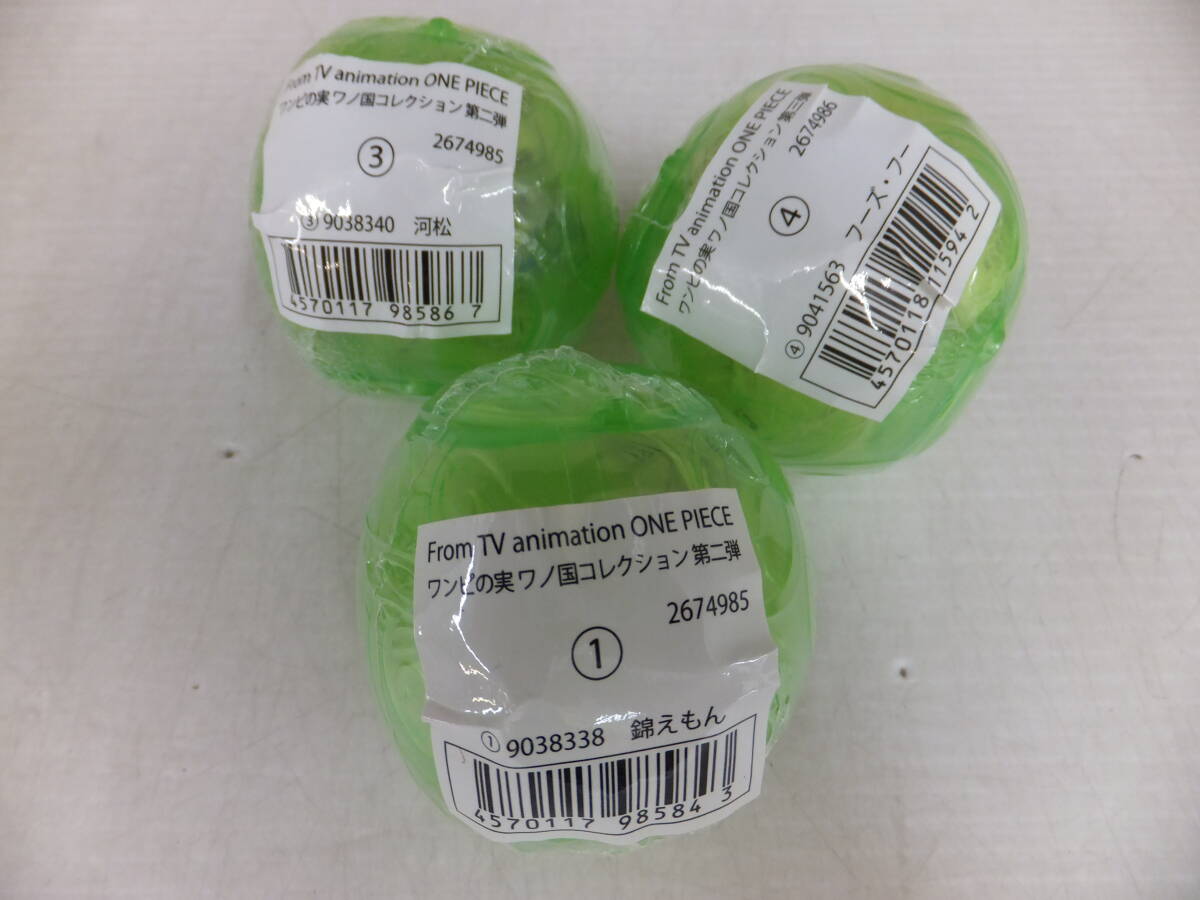 From TV animation ONE PIECE
ワンピの実 ワノ国コレクション 第二弾
2674985
③
③ 9038340 河松
4570117 98586 7
From TV animation ONE PIECE
ワンピの実 ワノ国コレクション 第三弾
2674986
④
④ 9041563 フーズ・フー
4570118 11594 2
From TV animation ONE PIECE
ワンピの実 ワノ国コレクション 第二弾
2674985
①
① 9038338 錦えもん
4570117 98584 3